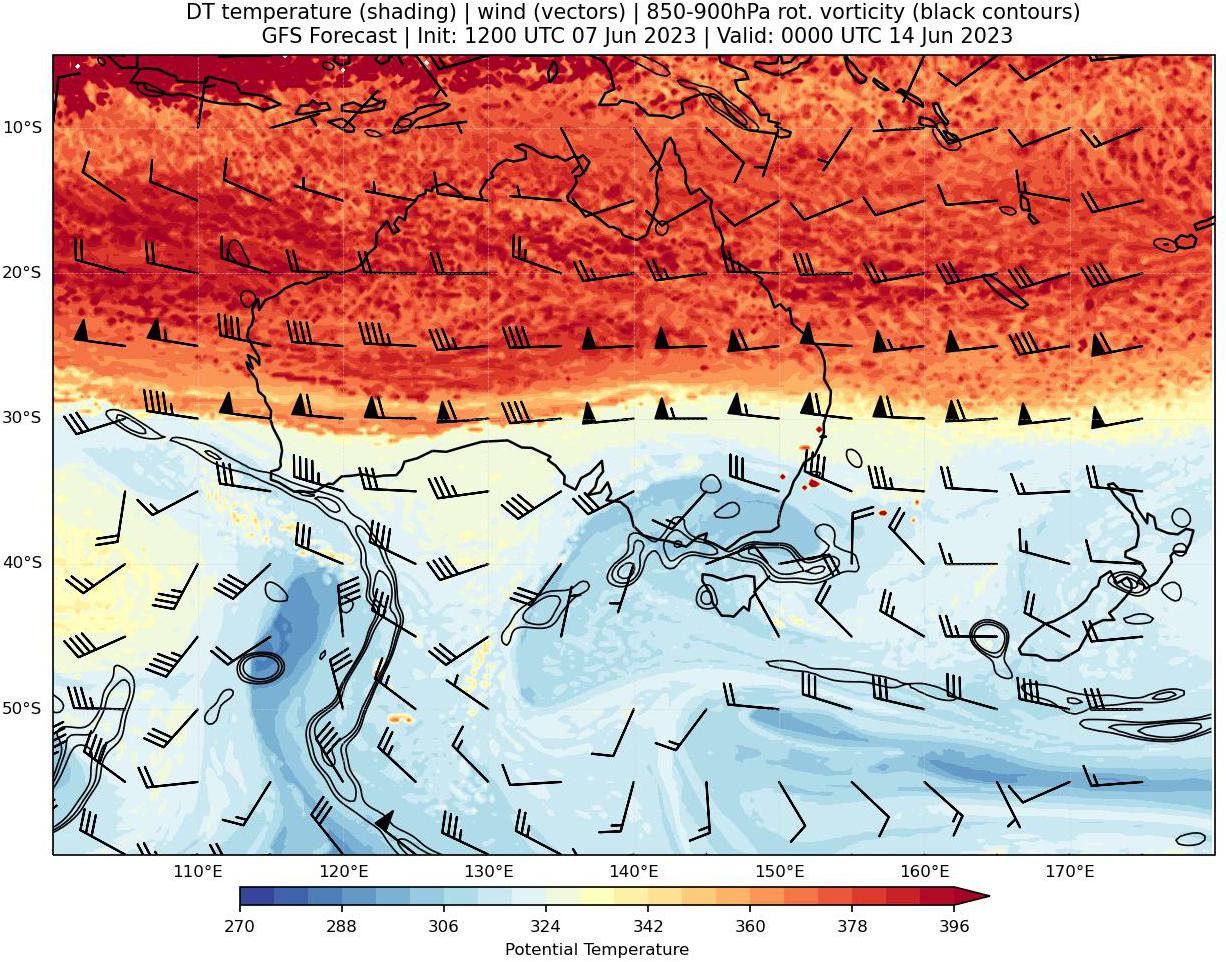 DT temperature (shading) | wind (vectors) | 850-900hPa rot. vorticity (black contours)
GFS Forecast | Init: 1200 UTC 07 Jun 2023 | Valid: 0000 UTC 14 Jun 2023
10°S
20°S
30°S
40°S
50°S
110°E 120°E 130°E 140°E 150°E 160°E 170°E
270 288 306 324 342 360 378 396
Potential Temperature